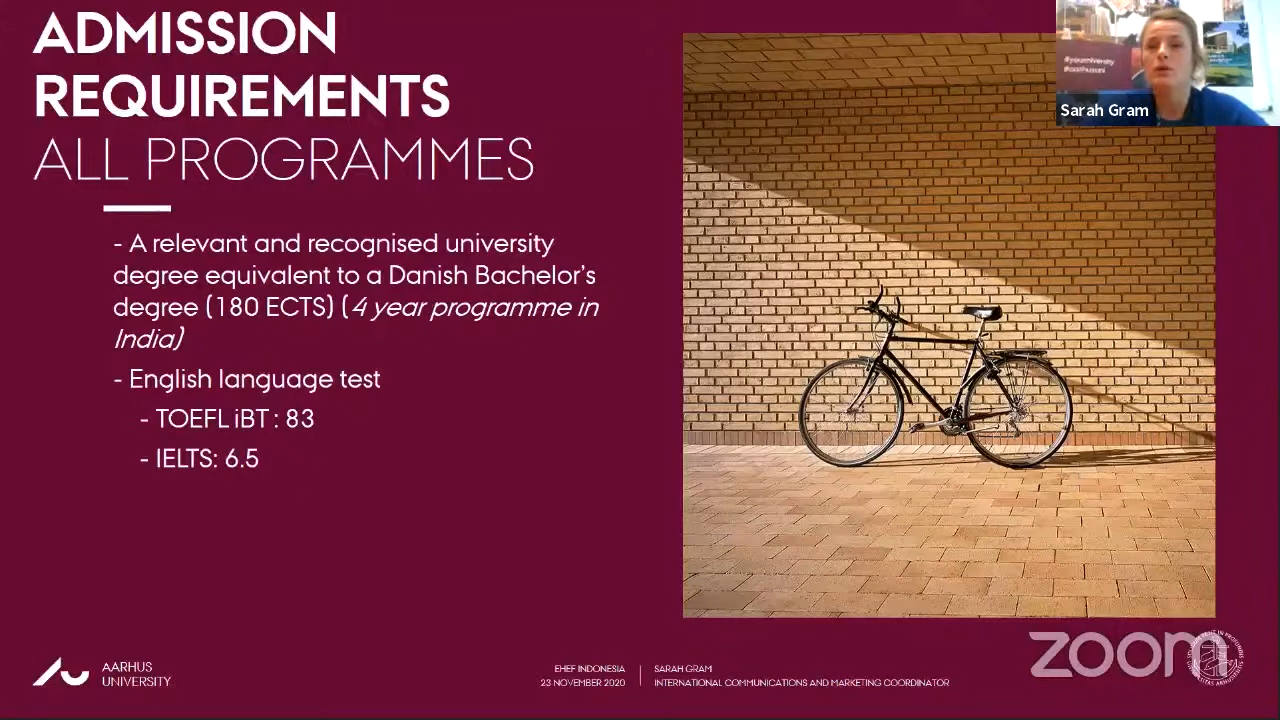 ADMISSION
REQUIREMENTS
ALL PROGRAMMES
- A relevant and recognised university
degree equivalent to a Danish Bachelor's
degree (180 ECTS) (4 year programme in
India)
- English language test
- TOEFL iBT : 83
- IELTS: 6.5
#youruniversity
#aarhusuni
Sarah Gram
AARHUS
UNIVERSITY
EHEF INDONESIA
23 NOVEMBER 2020
SARAH GRAM
INTERNATIONAL COMMUNICATIONS AND MARKETING COORDINATOR
zoom